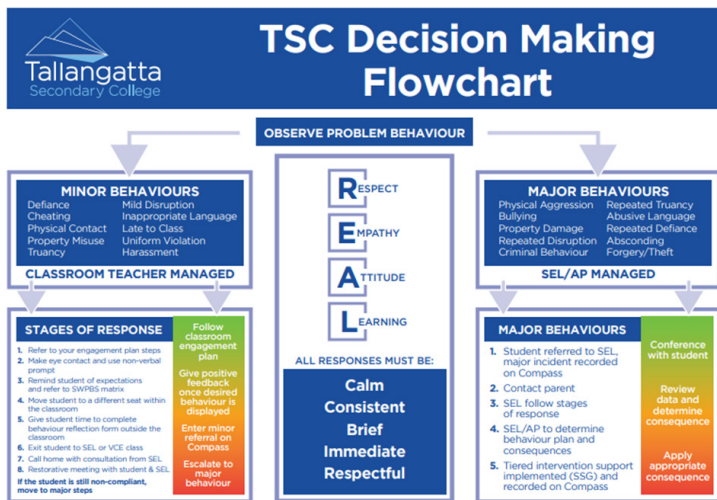 Tallangatta
Secondary College
TSC Decision Making
Flowchart
OBSERVE PROBLEM BEHAVIOUR
MINOR BEHAVIOURS
Defiance
Cheating
Physical Contact
Property Misuse
Truancy
Mild Disruption
Inappropriate Language
Late to Class
Uniform Violation
Harassment
CLASSROOM TEACHER MANAGED
STAGES OF RESPONSE
1. Refer to your engagement plan steps
2. Make eye contact and use non-verbal
prompt
3. Remind student of expectations
and refer to SWPBS matrix
4. Move student to a different seat within
the classroom
5. Give student time to complete
behaviour reflection form outside the
classroom
6. Exit student to SEL or VCE class
7. Call home with consultation from SEL
8. Restorative meeting with student & SEL
If the student is still non-compliant,
move to major steps
Follow
classroom
engagement
plan
Give positive
feedback
once desired
behaviour is
displayed
Enter minor
referral on
Compass
Escalate to
major
behaviour
RESPECT
EMPATHY
ATTITUDE
LEARNING
ALL RESPONSES MUST BE:
Calm
Consistent
Brief
Immediate
Respectful
MAJOR BEHAVIOURS
Physical Aggression
Bullying
Property Damage
Repeated Disruption
Criminal Behaviour
Repeated Truancy
Abusive Language
Repeated Defiance
Absconding
Forgery/Theft
SEL/AP MANAGED
MAJOR BEHAVIOURS
1. Student referred to SEL,
major incident recorded
on Compass
2. Contact parent
3. SEL follow stages
of response
4. SEL/AP to determine
behaviour plan and
consequences
5. Tiered intervention support
implemented (SSG) and
recorded on Compass
Conference
with student
Review
data and
determine
consequence
Apply
appropriate
consequence